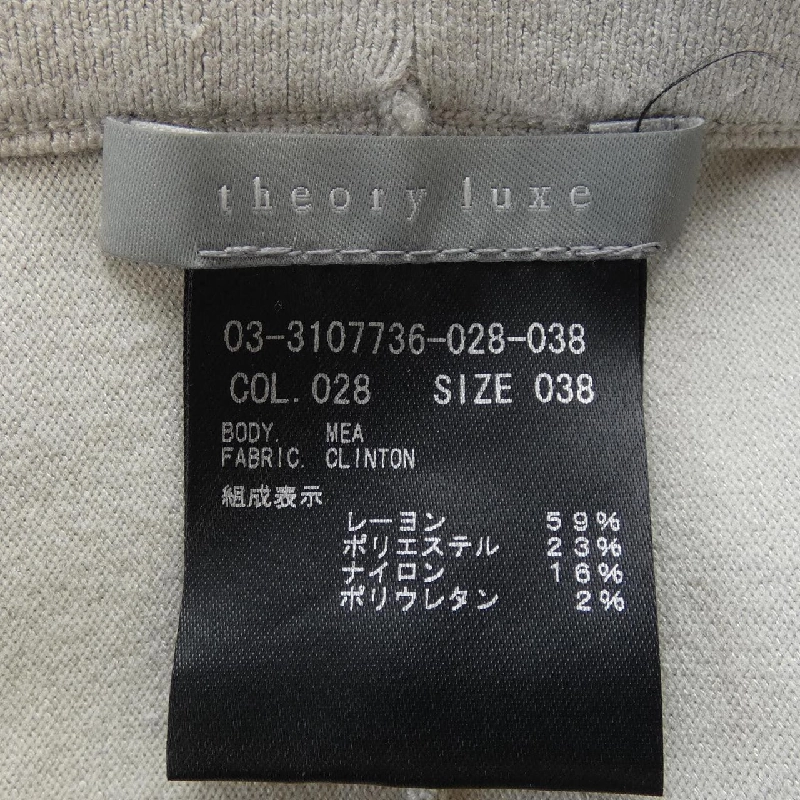 theory luxe
03-3107736-028-038
COL. 028 SIZE 038
BODY. MEA
FABRIC. CLINTON
組成表示
レーヨン 59%
ポリエステル 23%
ナイロン 16%
ポリウレタン 2%